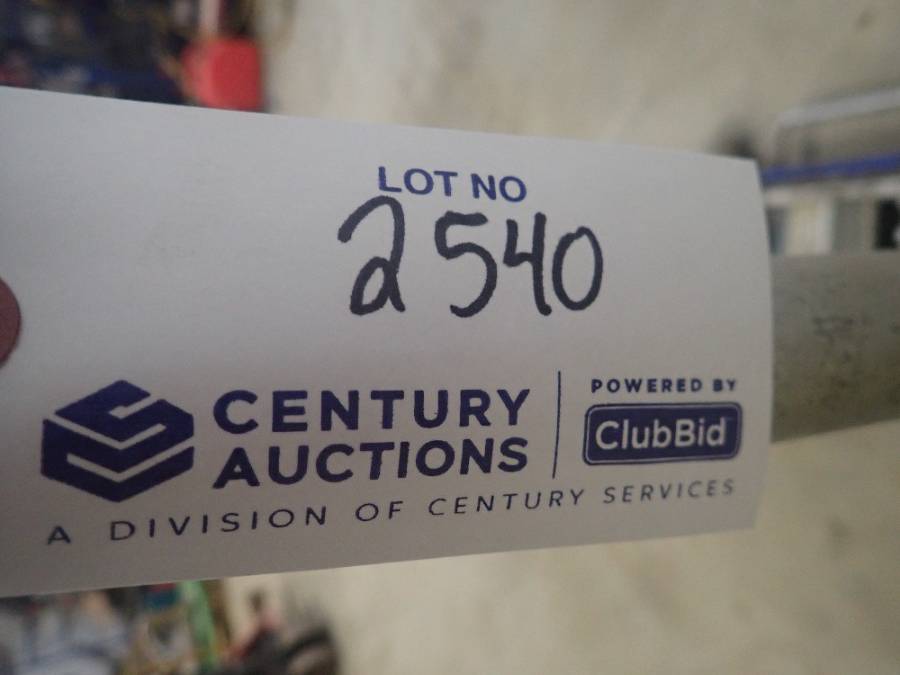 LOT NO
2540
CENTURY
AUCTIONS
POWERED BY
ClubBid
A DIVISION OF CENTURY SERVICES